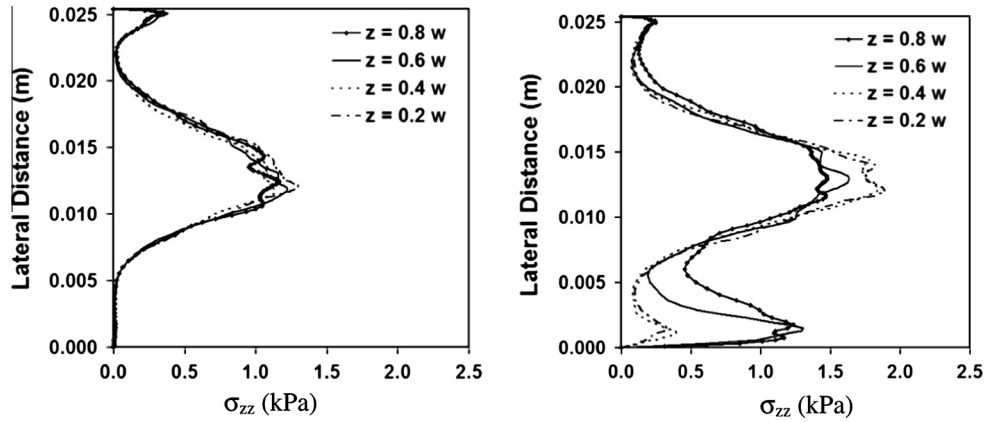 0.025
0.020
0.015
0.010
0.005
0.000
Lateral Distance (m)
z = 0.8 w
z = 0.6 w
z = 0.4 w
z = 0.2 w
0.0 0.5 1.0 1.5 2.0 2.5
σzz (kPa)
0.025
0.020
0.015
0.010
0.005
0.000
Lateral Distance (m)
z = 0.8 w
z = 0.6 w
z = 0.4 w
z = 0.2 w
0.0 0.5 1.0 1.5 2.0 2.5
σzz (kPa)